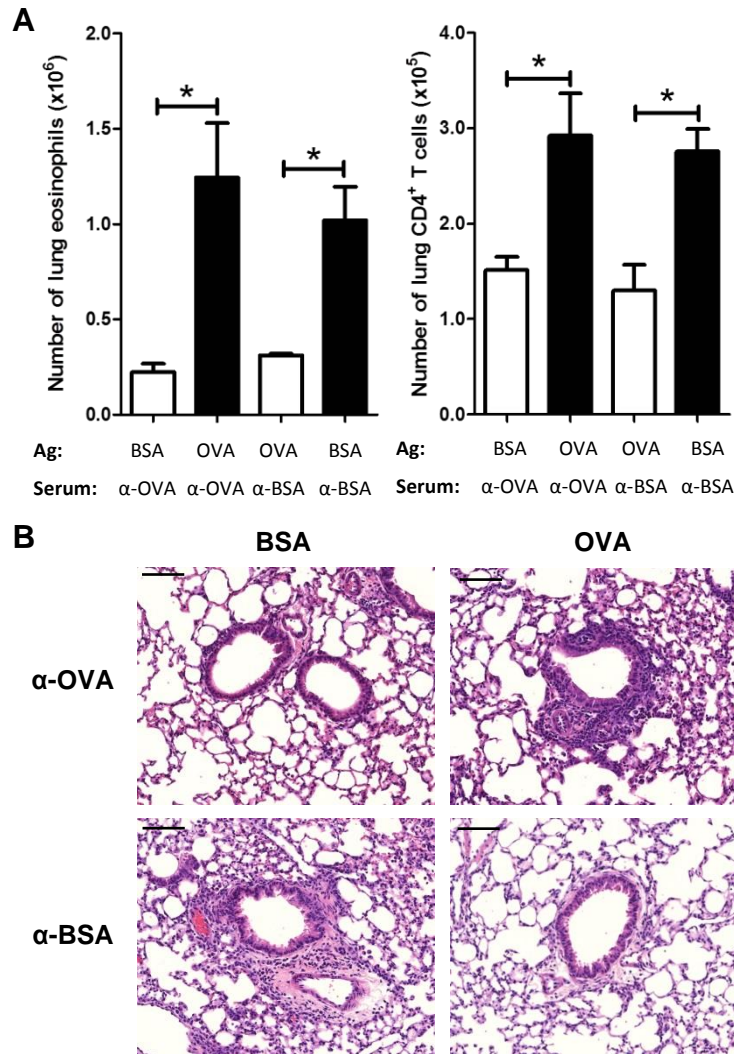 A
Number of lung eosinophils (x10⁶)
2.0
1.5
1.0
0.5
0.0
*
*
Ag: BSA OVA OVA BSA
Serum: α-OVA α-OVA α-BSA α-BSA
Number of lung CD4⁺ T cells (x10⁵)
4.0
3.0
2.0
1.0
0.0
*
*
Ag: BSA OVA OVA BSA
Serum: α-OVA α-OVA α-BSA α-BSA
B
BSA OVA
α-OVA
α-BSA